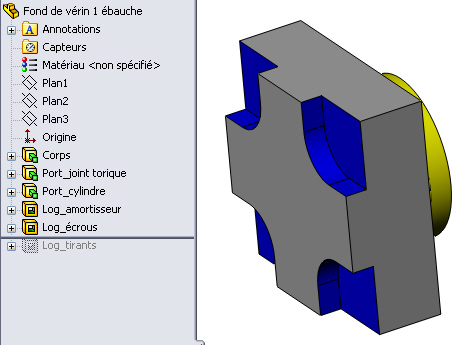 Fond de vérin 1 ébauche
Annotations
Capteurs
Matériau <non spécifié>
Plan1
Plan2
Plan3
Origine
Corps
Port_joint torique
Port_cylindre
Log_amortisseur
Log_écrous
Log_tirants